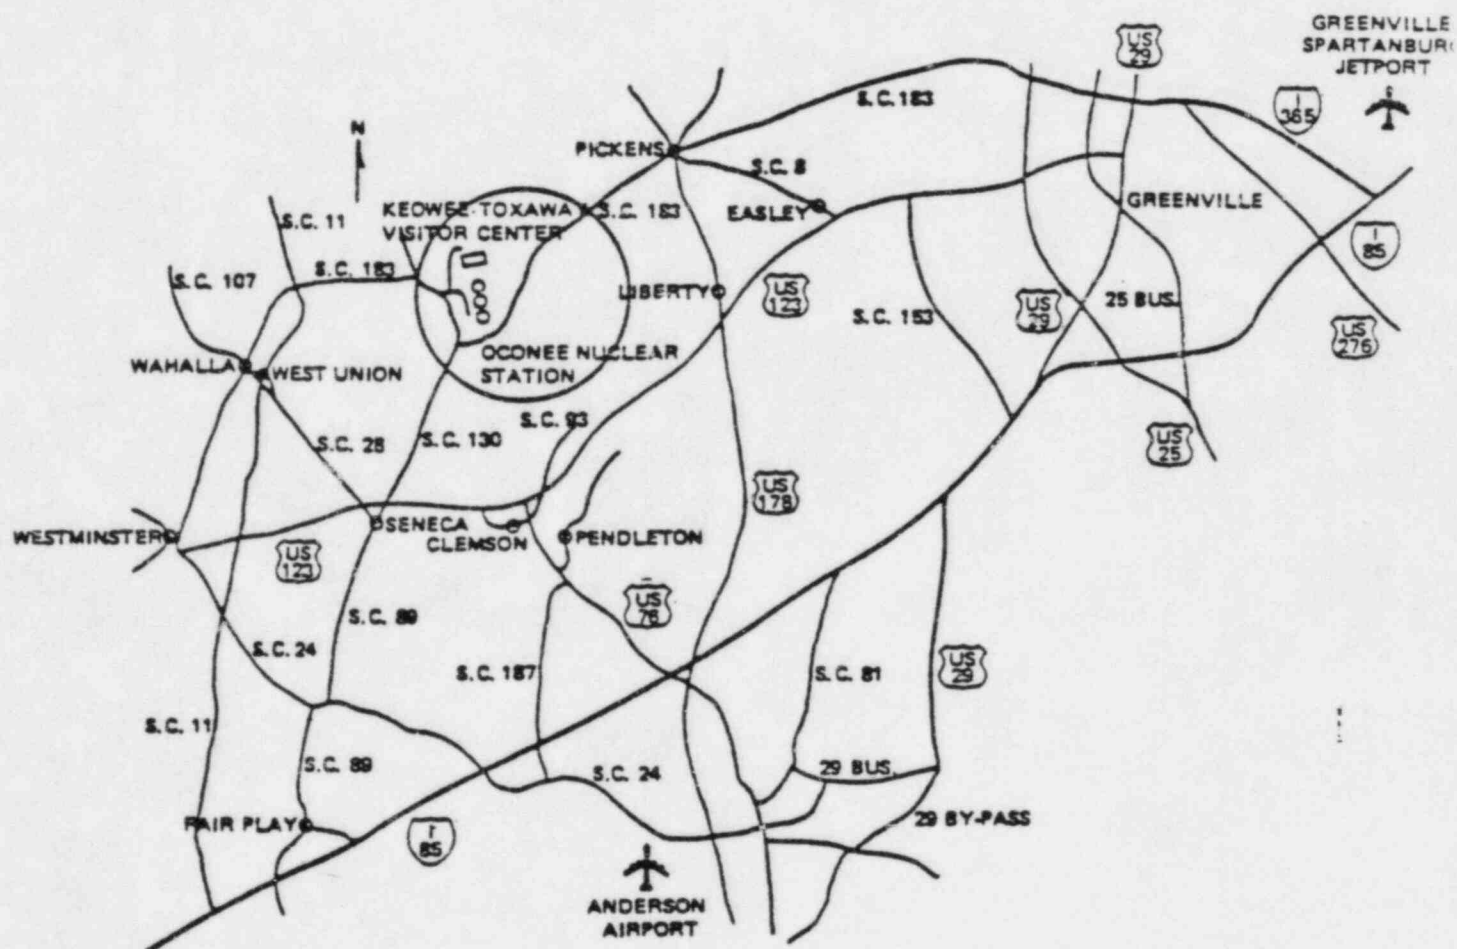 GREENVILLE
SPARTANBUR
JETPORT
US
29
S.C. 183
I
385
N
PICKENS
S.C. 8
S.C. 11
KEOWEE-TOXAWA
VISITOR CENTER
S.C. 183
EASLEY
GREENVILLE
I
85
S.C. 107
S.C. 183
LIBERTY
US
123
S.C. 153
US
29
25 BUS.
US
276
WAHALLA
WEST UNION
OCONEE NUCLEAR
STATION
S.C. 28
S.C. 130
S.C. 93
US
25
US
178
WESTMINSTER
SENECA
CLEMSON
PENDLETON
US
123
US
76
S.C. 89
S.C. 24
S.C. 187
S.C. 81
US
29
S.C. 11
S.C. 89
S.C. 24
29 BUS.
FAIR PLAY
I
85
29 BY-PASS
ANDERSON
AIRPORT